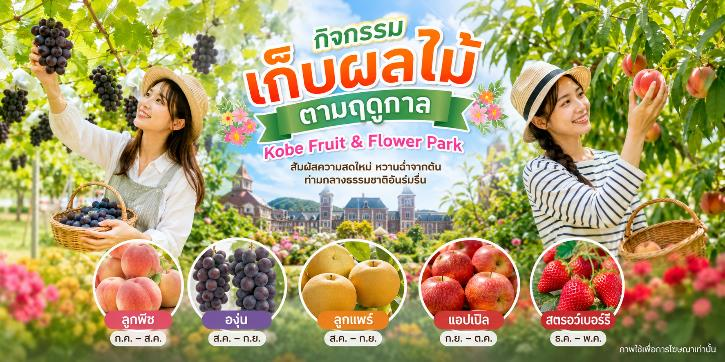 กิจกรรม
เก็บผลไม้
ตามฤดูกาล
Kobe Fruit & Flower Park
สัมผัสความสดใหม่ หวานฉ่ำจากต้น
ท่ามกลางธรรมชาติอันร่มรื่น
ลูกพีช
ก.ค. – ส.ค.
องุ่น
ส.ค. – ก.ย.
ลูกแพร์
ส.ค. – ก.ย.
แอปเปิล
ก.ย. – ต.ค.
สตรอว์เบอร์รี
ธ.ค. – พ.ค.
ภาพใช้เพื่อการโฆษณาเท่านั้น